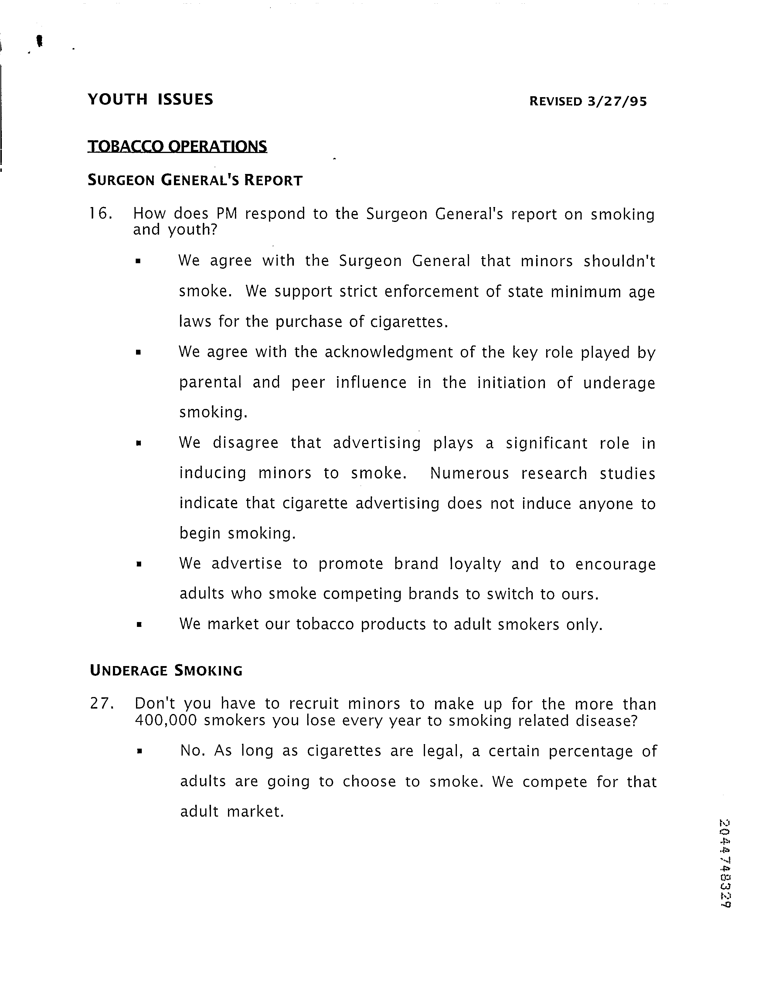 YOUTH ISSUES REVISED 3/27/95
TOBACCO OPERATIONS
SURGEON GENERAL'S REPORT
16. How does PM respond to the Surgeon General's report on smoking
and youth?
▪ We agree with the Surgeon General that minors shouldn't
smoke. We support strict enforcement of state minimum age
laws for the purchase of cigarettes.
▪ We agree with the acknowledgment of the key role played by
parental and peer influence in the initiation of underage
smoking.
▪ We disagree that advertising plays a significant role in
inducing minors to smoke. Numerous research studies
indicate that cigarette advertising does not induce anyone to
begin smoking.
▪ We advertise to promote brand loyalty and to encourage
adults who smoke competing brands to switch to ours.
▪ We market our tobacco products to adult smokers only.
UNDERAGE SMOKING
27. Don't you have to recruit minors to make up for the more than
400,000 smokers you lose every year to smoking related disease?
▪ No. As long as cigarettes are legal, a certain percentage of
adults are going to choose to smoke. We compete for that
adult market.
2044748329